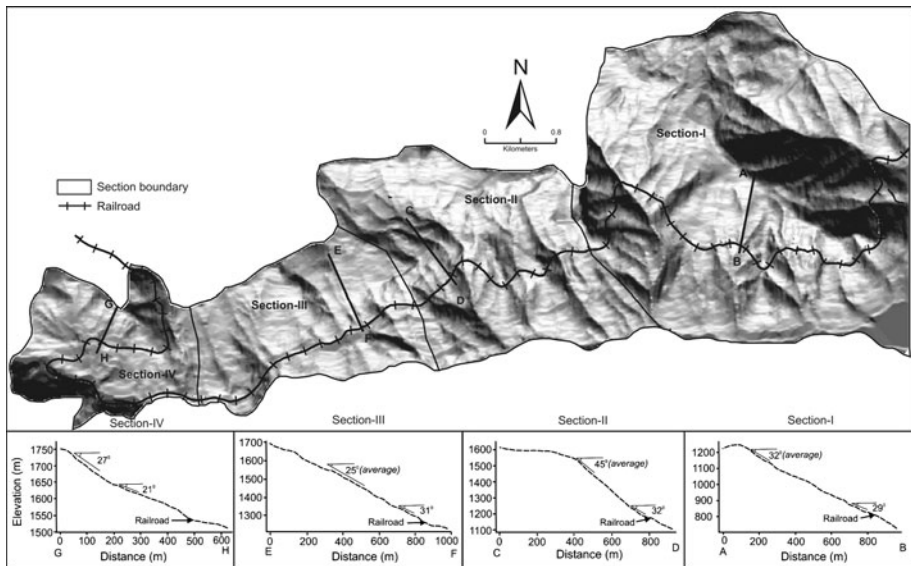 N
0 0.8
Kilometers
Section boundary
Railroad
Section-I
Section-II
Section-III
Section-IV
A
B
C
D
E
F
G
H
Section-IV
Section-III
Section-II
Section-I
Elevation (m)
1750
1700
1650
1600
1550
1500
27°
21°
Railroad
0 100 200 300 400 500 600
G Distance (m) H
1700
1600
1500
1400
1300
25° (average)
31°
Railroad
0 200 400 600 800 1000
E Distance (m) F
1600
1500
1400
1300
1200
1100
45° (average)
32°
Railroad
0 200 400 600 800
C Distance (m) D
1200
1100
1000
900
800
32° (average)
29°
Railroad
0 200 400 600 800
A Distance (m) B